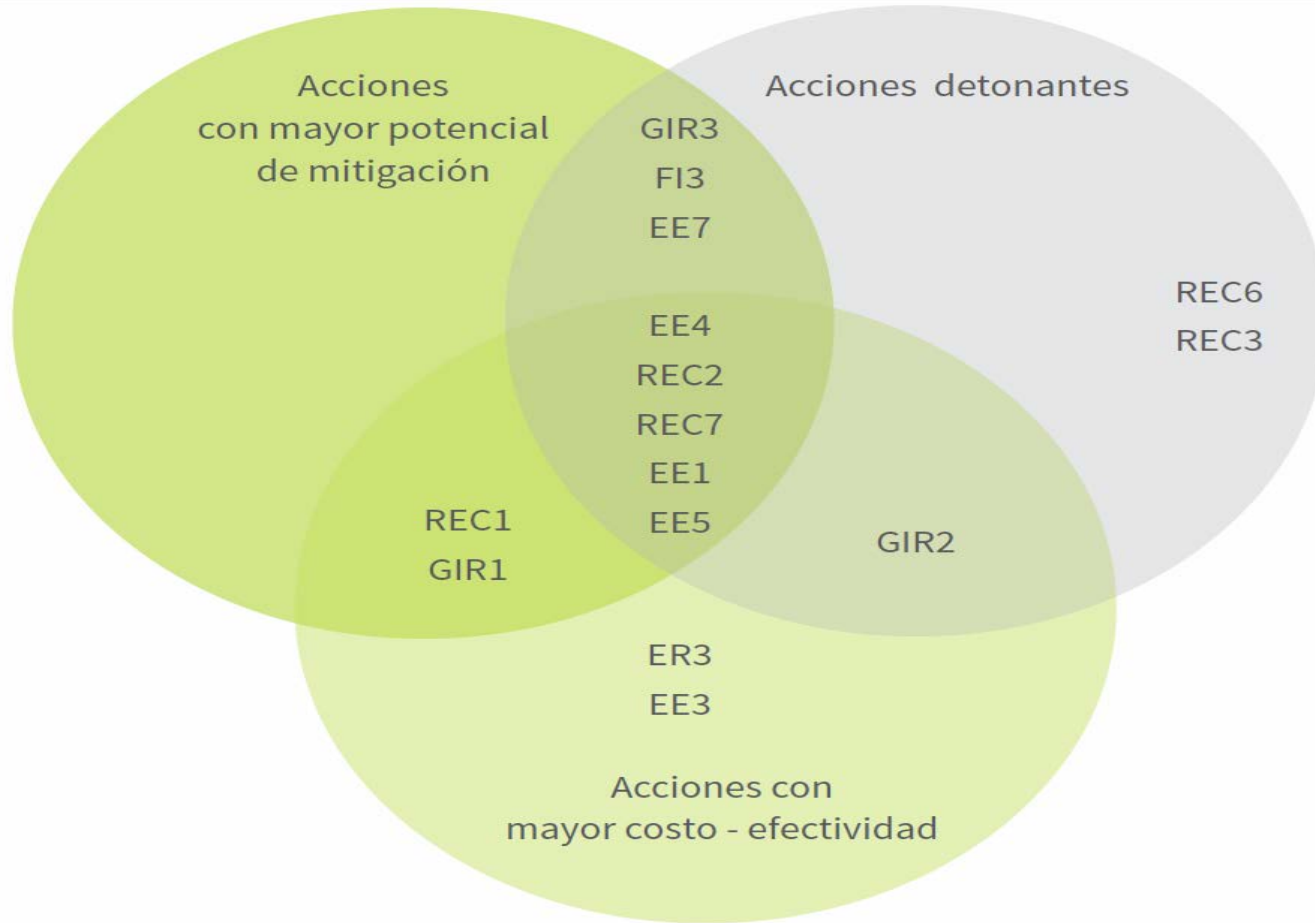 Acciones
con mayor potencial
de mitigación
Acciones detonantes
GIR3
FI3
EE7
REC6
REC3
EE4
REC2
REC7
EE1
EE5
REC1
GIR1
GIR2
ER3
EE3
Acciones con
mayor costo - efectividad